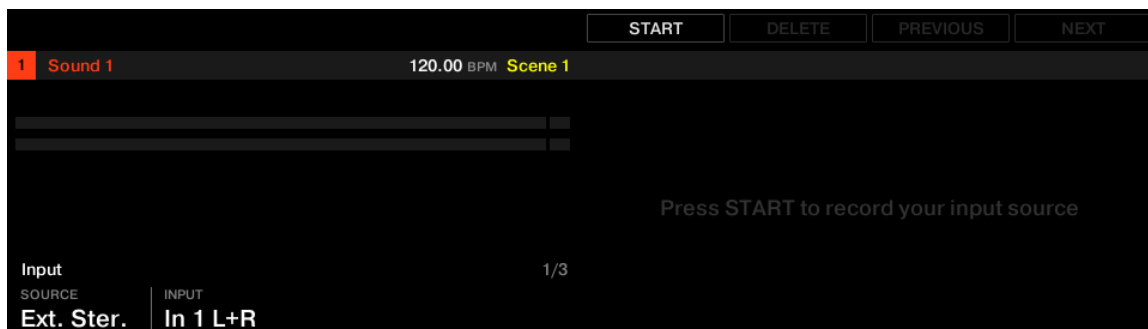 START DELETE PREVIOUS NEXT
1 Sound 1 120.00 BPM Scene 1
Press START to record your input source
Input 1/3
SOURCE INPUT
Ext. Ster. In 1 L+R